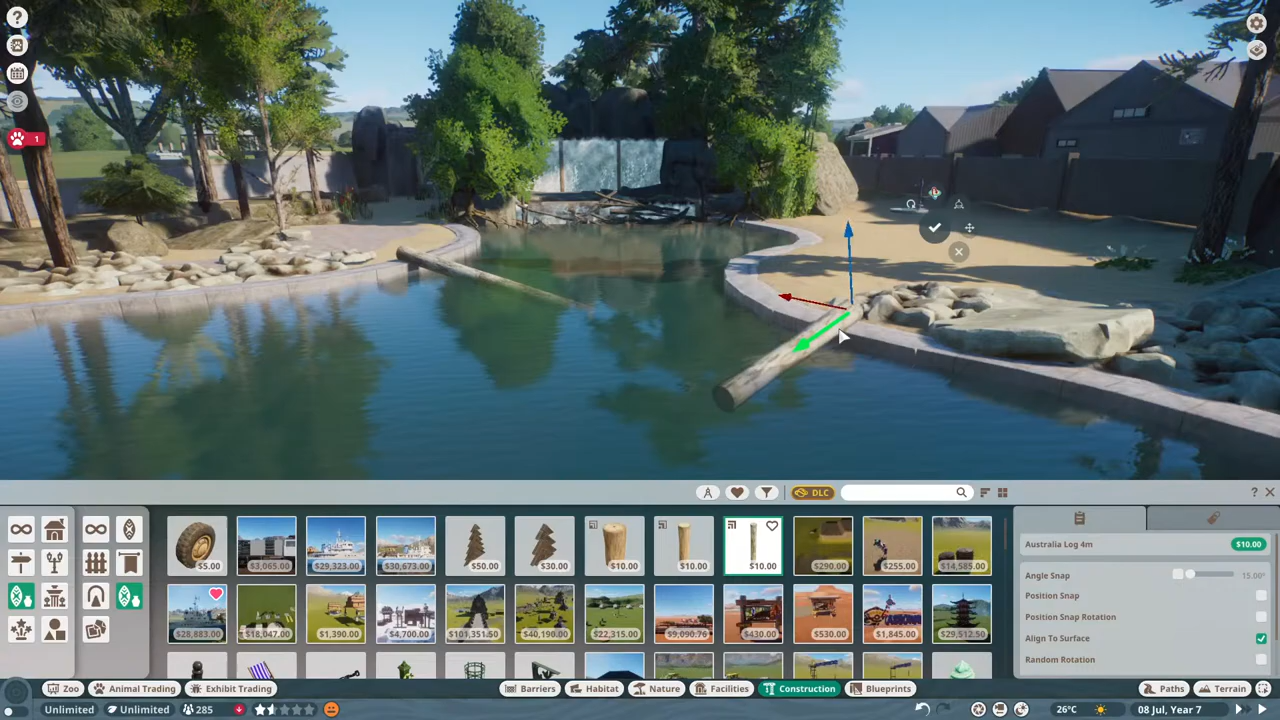 ?
1
DLC
? ×
$5.00 $3,065.00 $29,323.00 $30,673.00 $50.00 $30.00 $10.00 $10.00 $10.00 $290.00 $255.00 $14,585.00
$28,883.00 $18,047.00 $1,390.00 $4,700.00 $101,351.50 $40,190.00 $22,315.00 $9,090.76 $430.00 $530.00 $1,845.00 $29,512.50
Australia Log 4m $10.00
Angle Snap 15.00°
Position Snap
Position Snap Rotation
Align To Surface
Random Rotation
Zoo Animal Trading Exhibit Trading Barriers Habitat Nature Facilities Construction Blueprints Paths Terrain
Unlimited Unlimited 285 26°C 08 Jul, Year 7